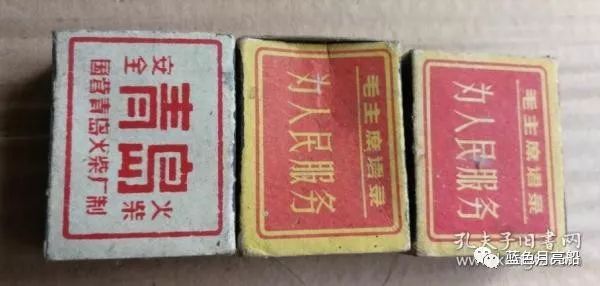 安全
青島
火柴
國营青岛火柴厂制
毛主席语录
为人民服务
毛主席语录
为人民服务
孔夫子旧书网
蓝色月亮船